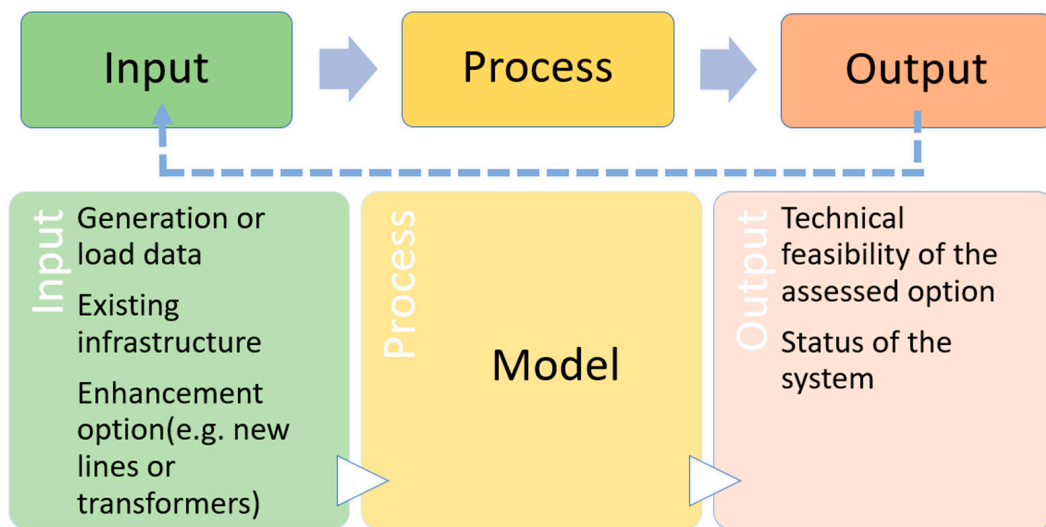 Input
Process
Output
Input
Generation or
load data
Existing
infrastructure
Enhancement
option(e.g. new
lines or
transformers)
Process
Model
Output
Technical
feasibility of the
assessed option
Status of the
system